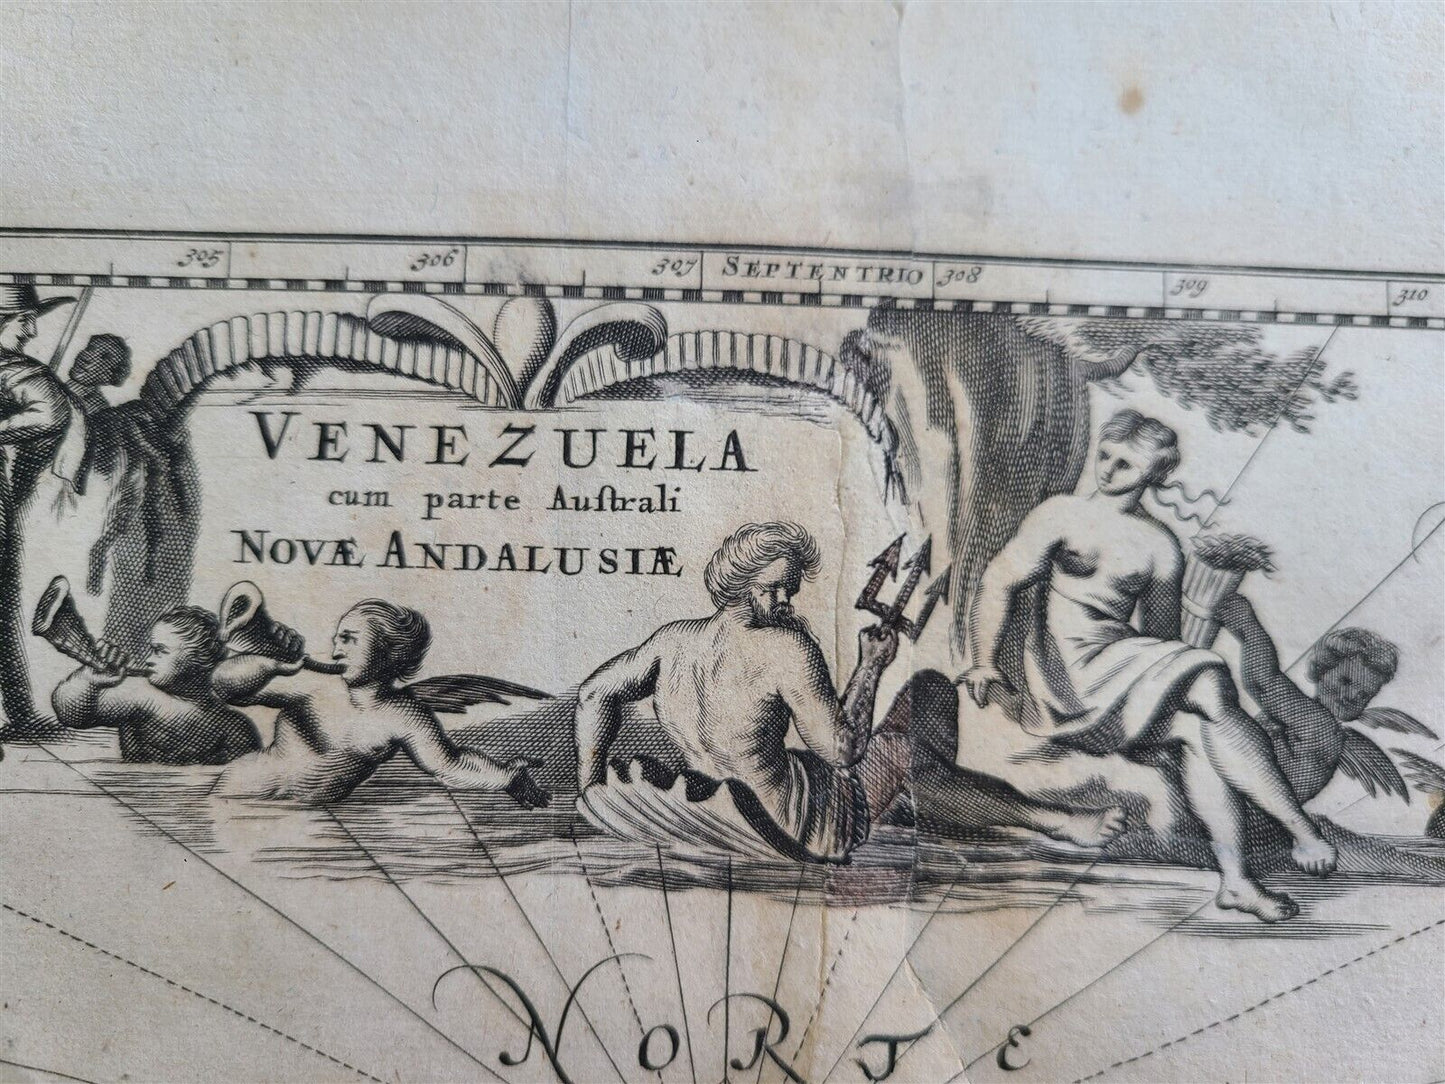 305 306 307 SEPTENTRIO 308 309 310
VENEZUELA
cum parte Auſtrali
NOVÆ ANDALUSIÆ
NORTE